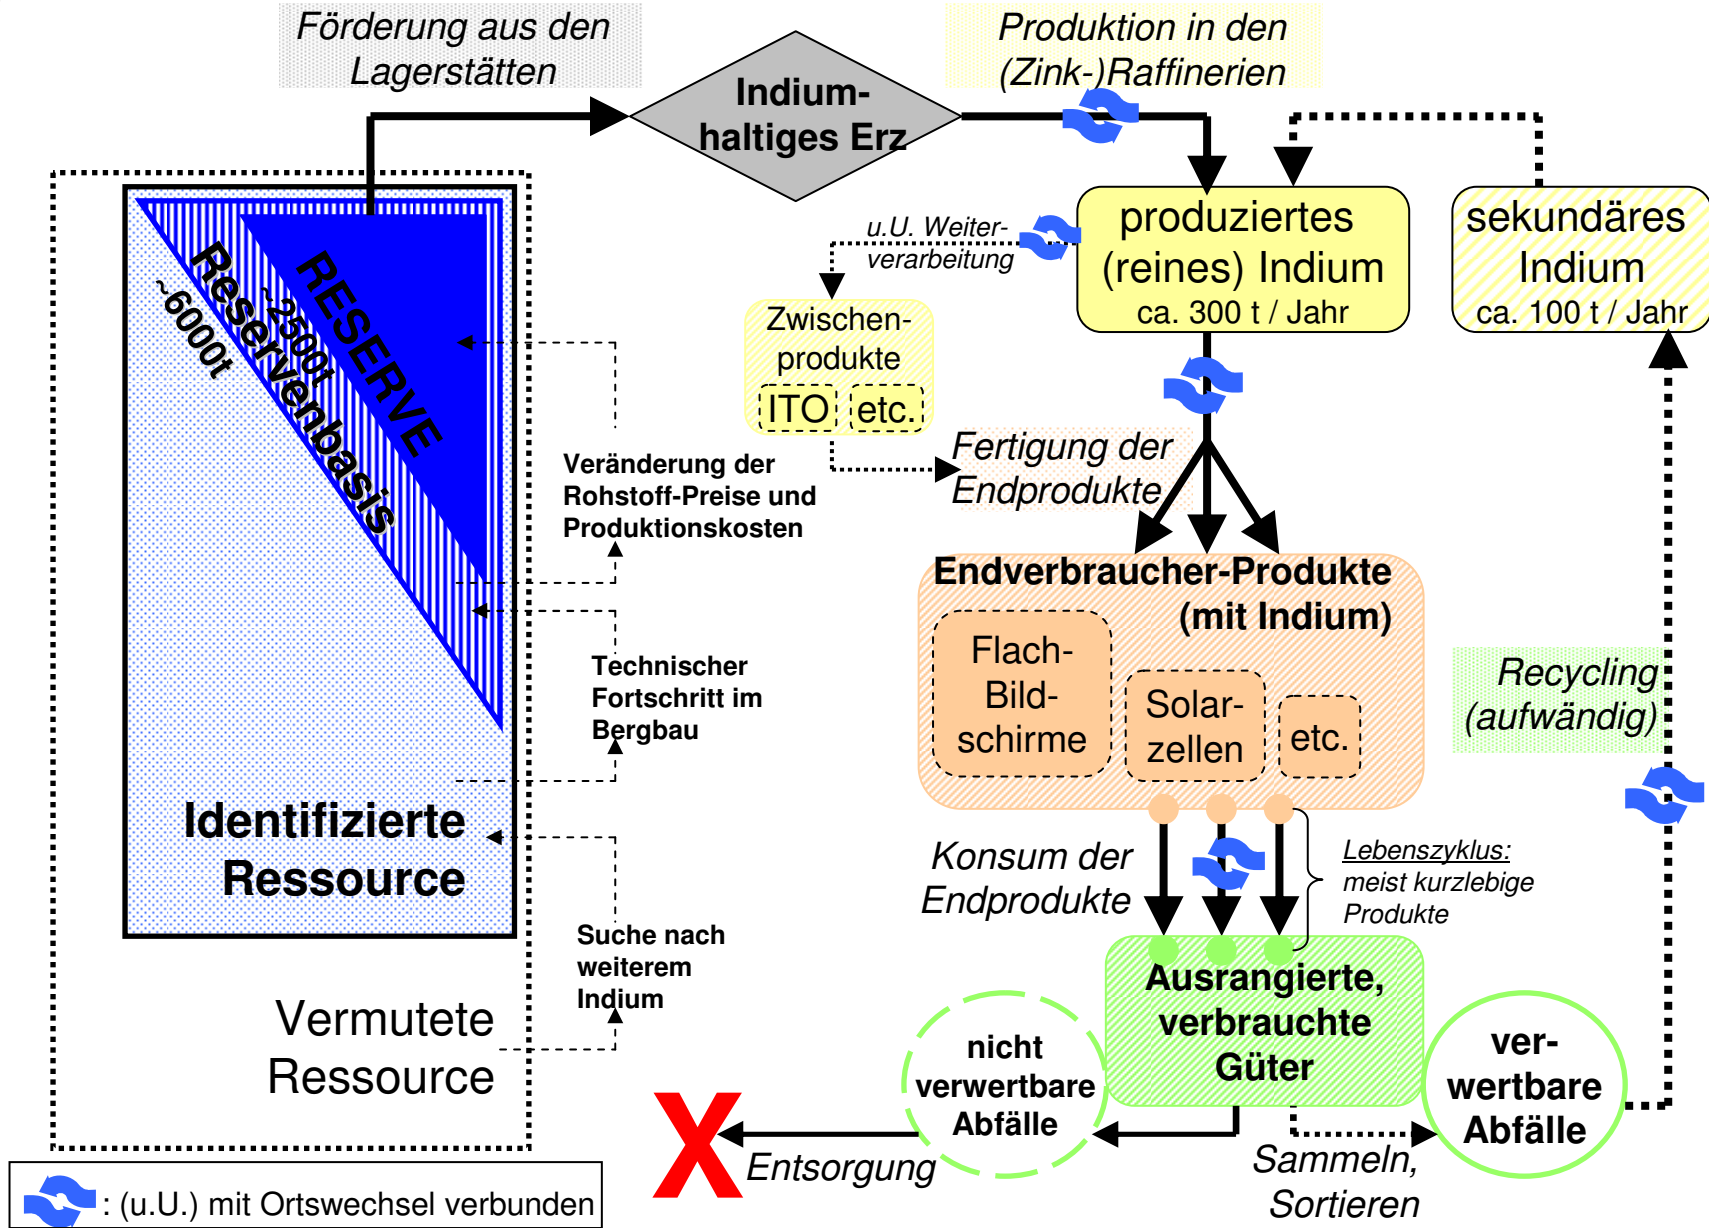 Förderung aus den
Lagerstätten
Indium-
haltiges Erz
Produktion in den
(Zink-)Raffinerien
produziertes
(reines) Indium
ca. 300 t / Jahr
sekundäres
Indium
ca. 100 t / Jahr
u.U. Weiter-
verarbeitung
Zwischen-
produkte
ITO
etc.
RESERVE
~2500t
Reservenbasis
~6000t
Veränderung der
Rohstoff-Preise und
Produktionskosten
Technischer
Fortschritt im
Bergbau
Identifizierte
Ressource
Suche nach
weiterem
Indium
Vermutete
Ressource
Fertigung der
Endprodukte
Endverbraucher-Produkte
(mit Indium)
Flach-
Bild-
schirme
Solar-
zellen
etc.
Recycling
(aufwändig)
Konsum der
Endprodukte
Lebenszyklus:
meist kurzlebige
Produkte
Ausrangierte,
verbrauchte
Güter
nicht
verwertbare
Abfälle
ver-
wertbare
Abfälle
X
Entsorgung
Sammeln,
Sortieren
: (u.U.) mit Ortswechsel verbunden